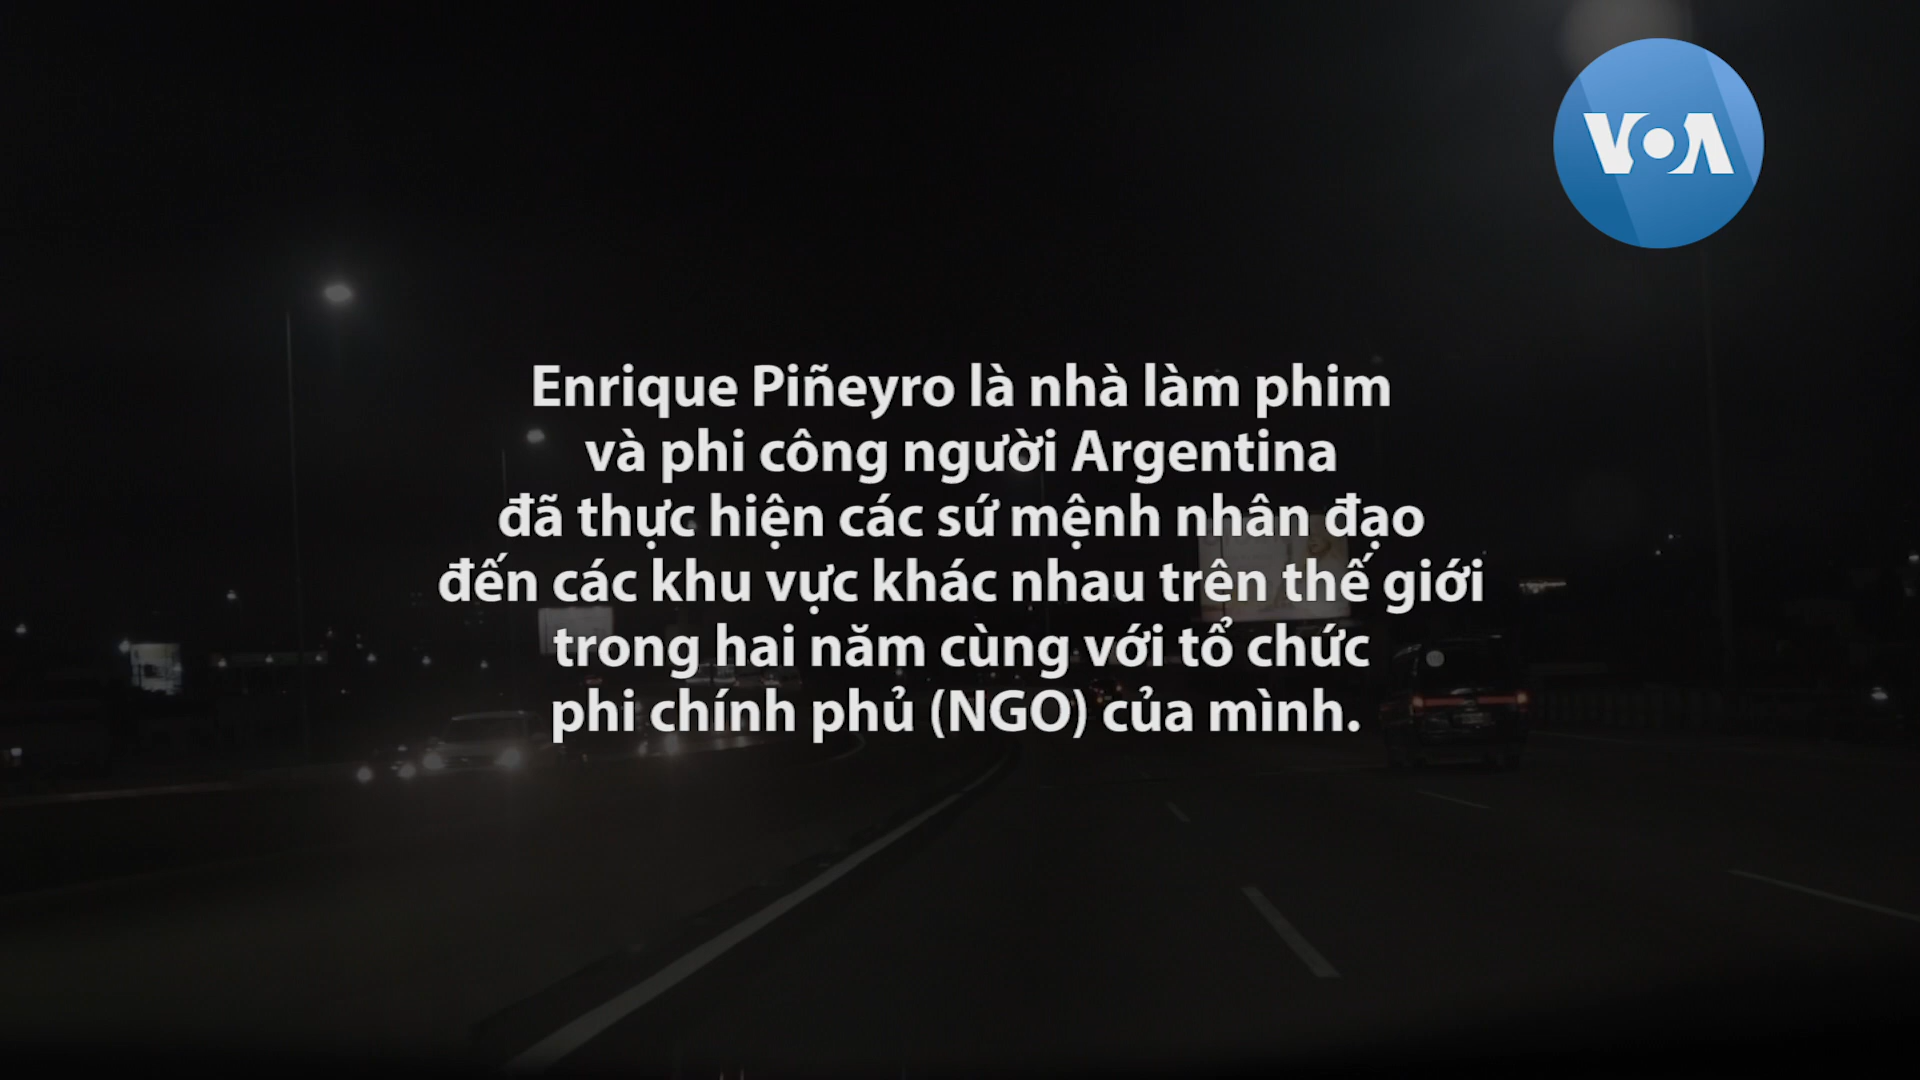 VOA
Enrique Piñeyro là nhà làm phim
và phi công người Argentina
đã thực hiện các sứ mệnh nhân đạo
đến các khu vực khác nhau trên thế giới
trong hai năm cùng với tổ chức
phi chính phủ (NGO) của mình.